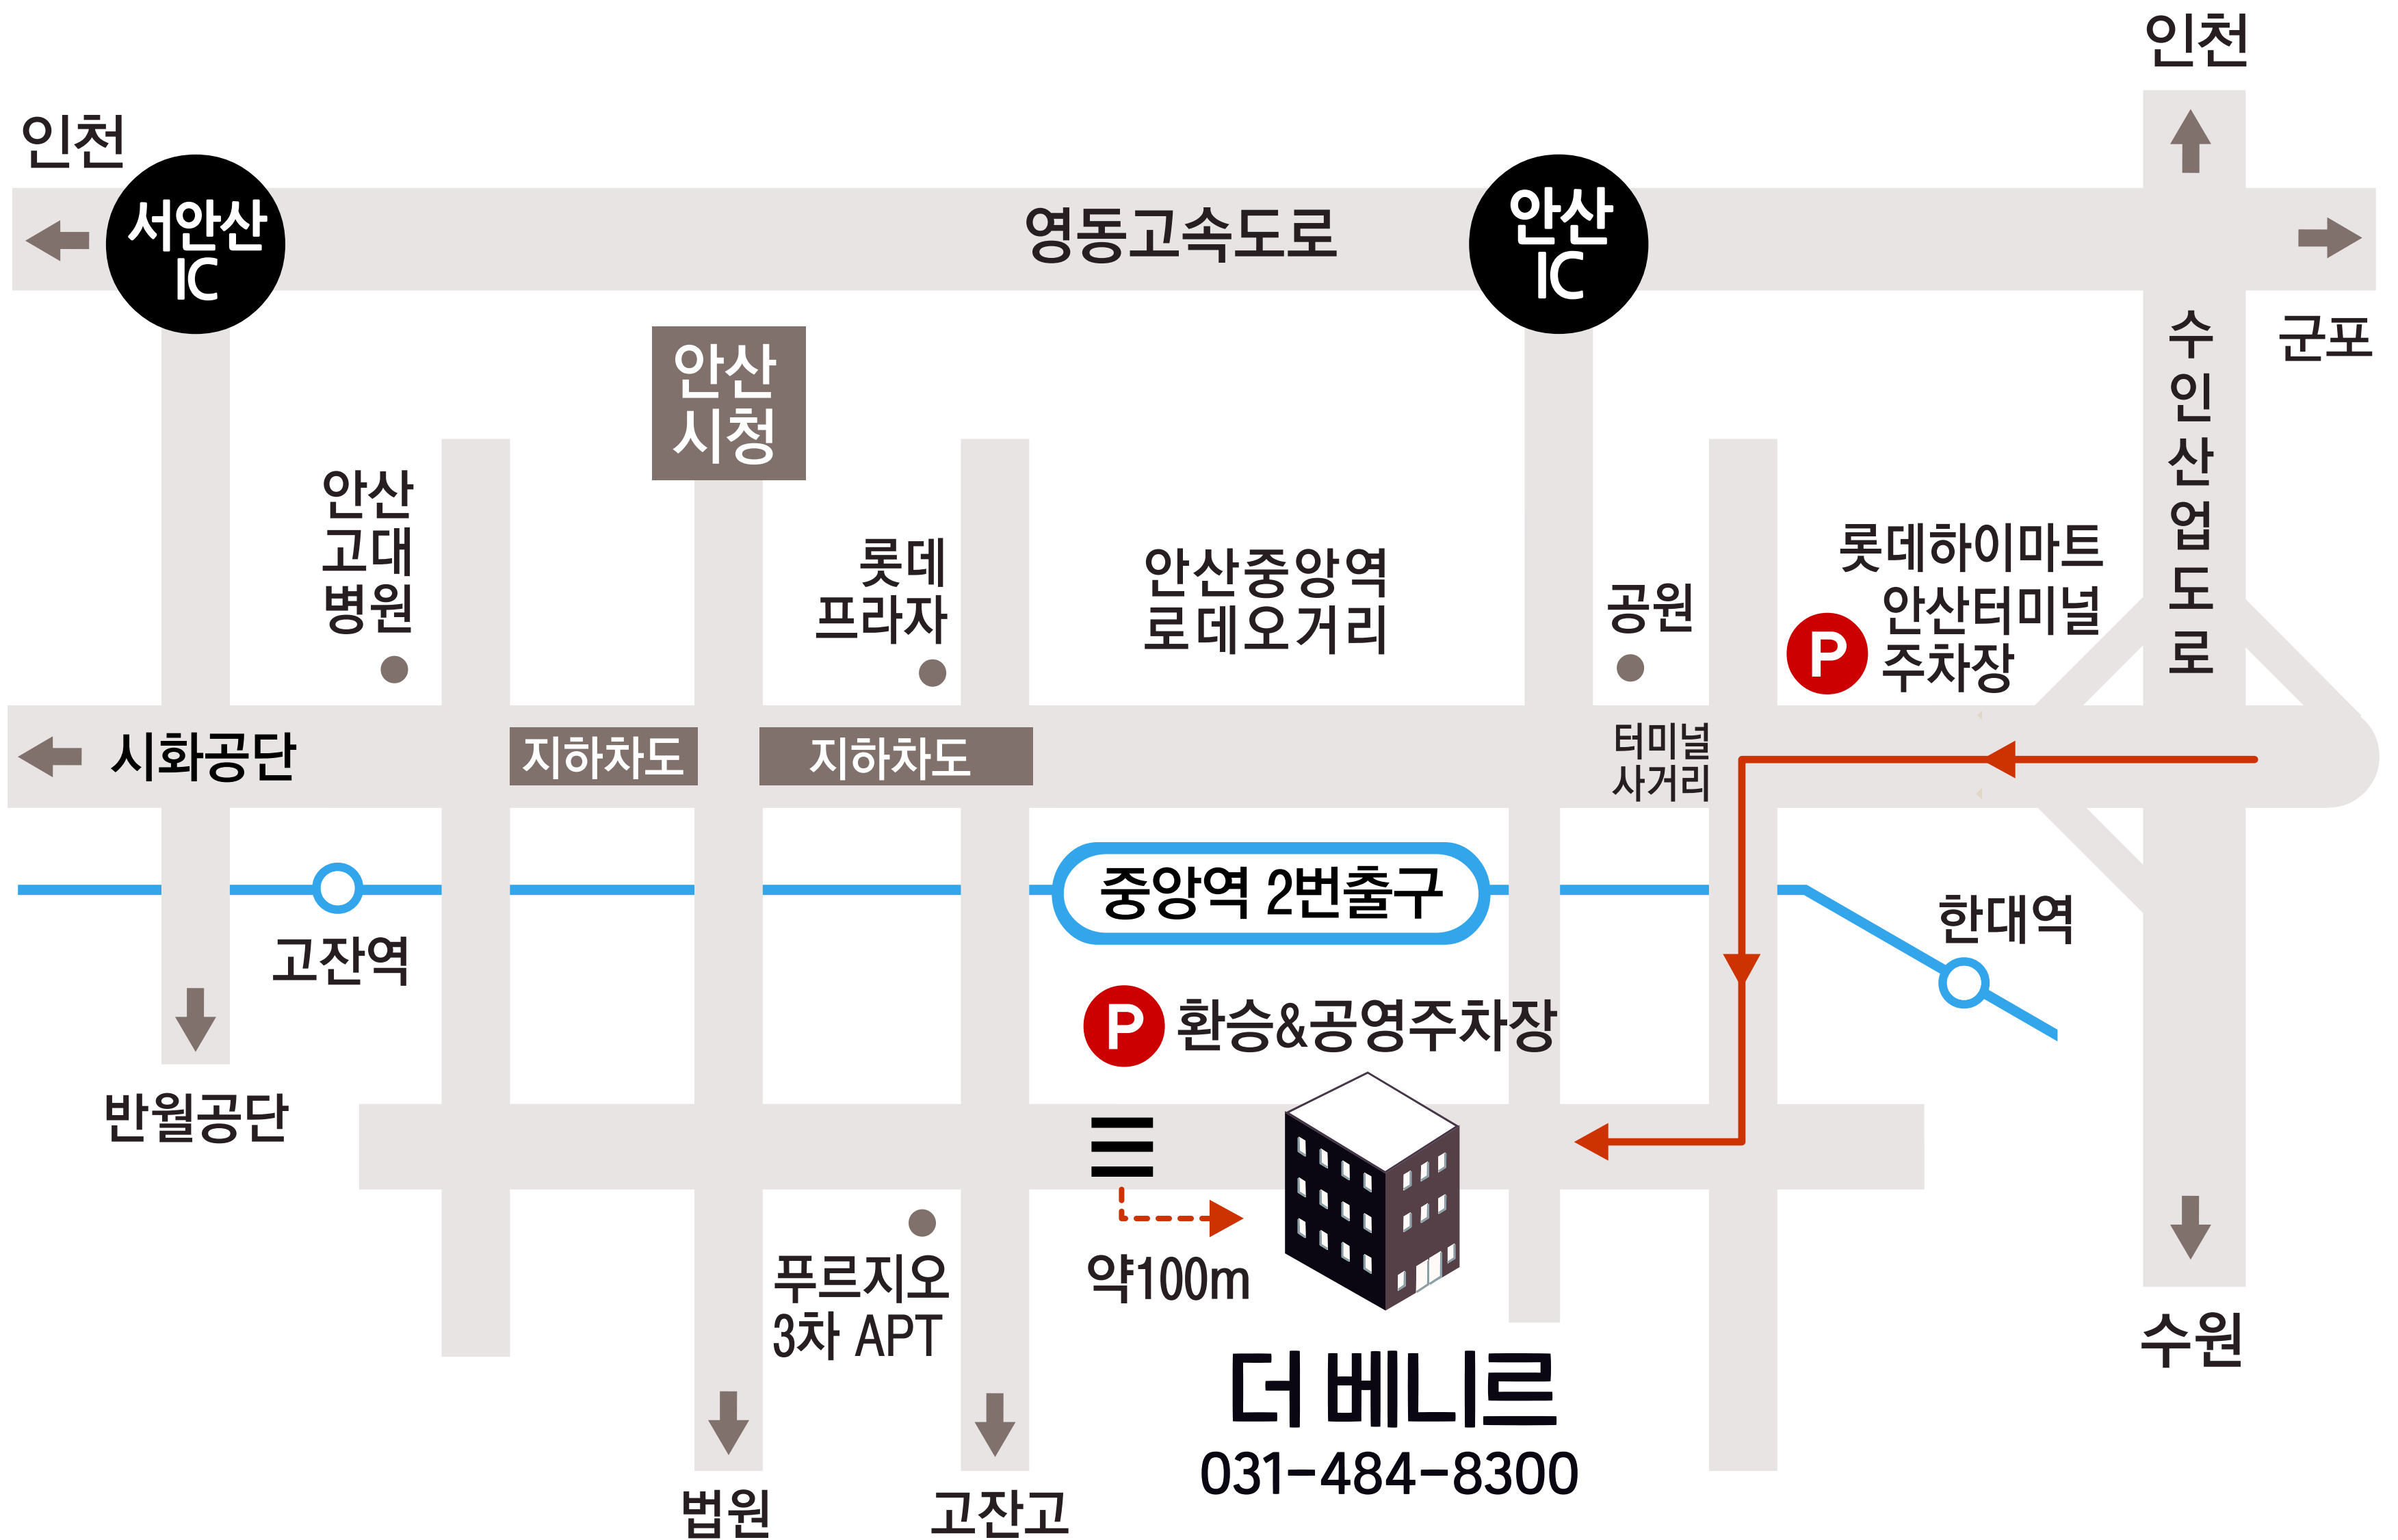 인천
인천
서안산
IC
영동고속도로
안산
IC
군포
수인산업도로
안산
시청
안산
고대
병원
롯데
프라자
안산중앙역
로데오거리
공원
롯데하이마트
P
안산터미널
주차장
시화공단
지하차도
지하차도
터미널
사거리
중앙역 2번출구
고잔역
한대역
P
환승&공영주차장
반월공단
약100m
푸르지오
3차 APT
수원
더 베니르
031-484-8300
법원
고잔고